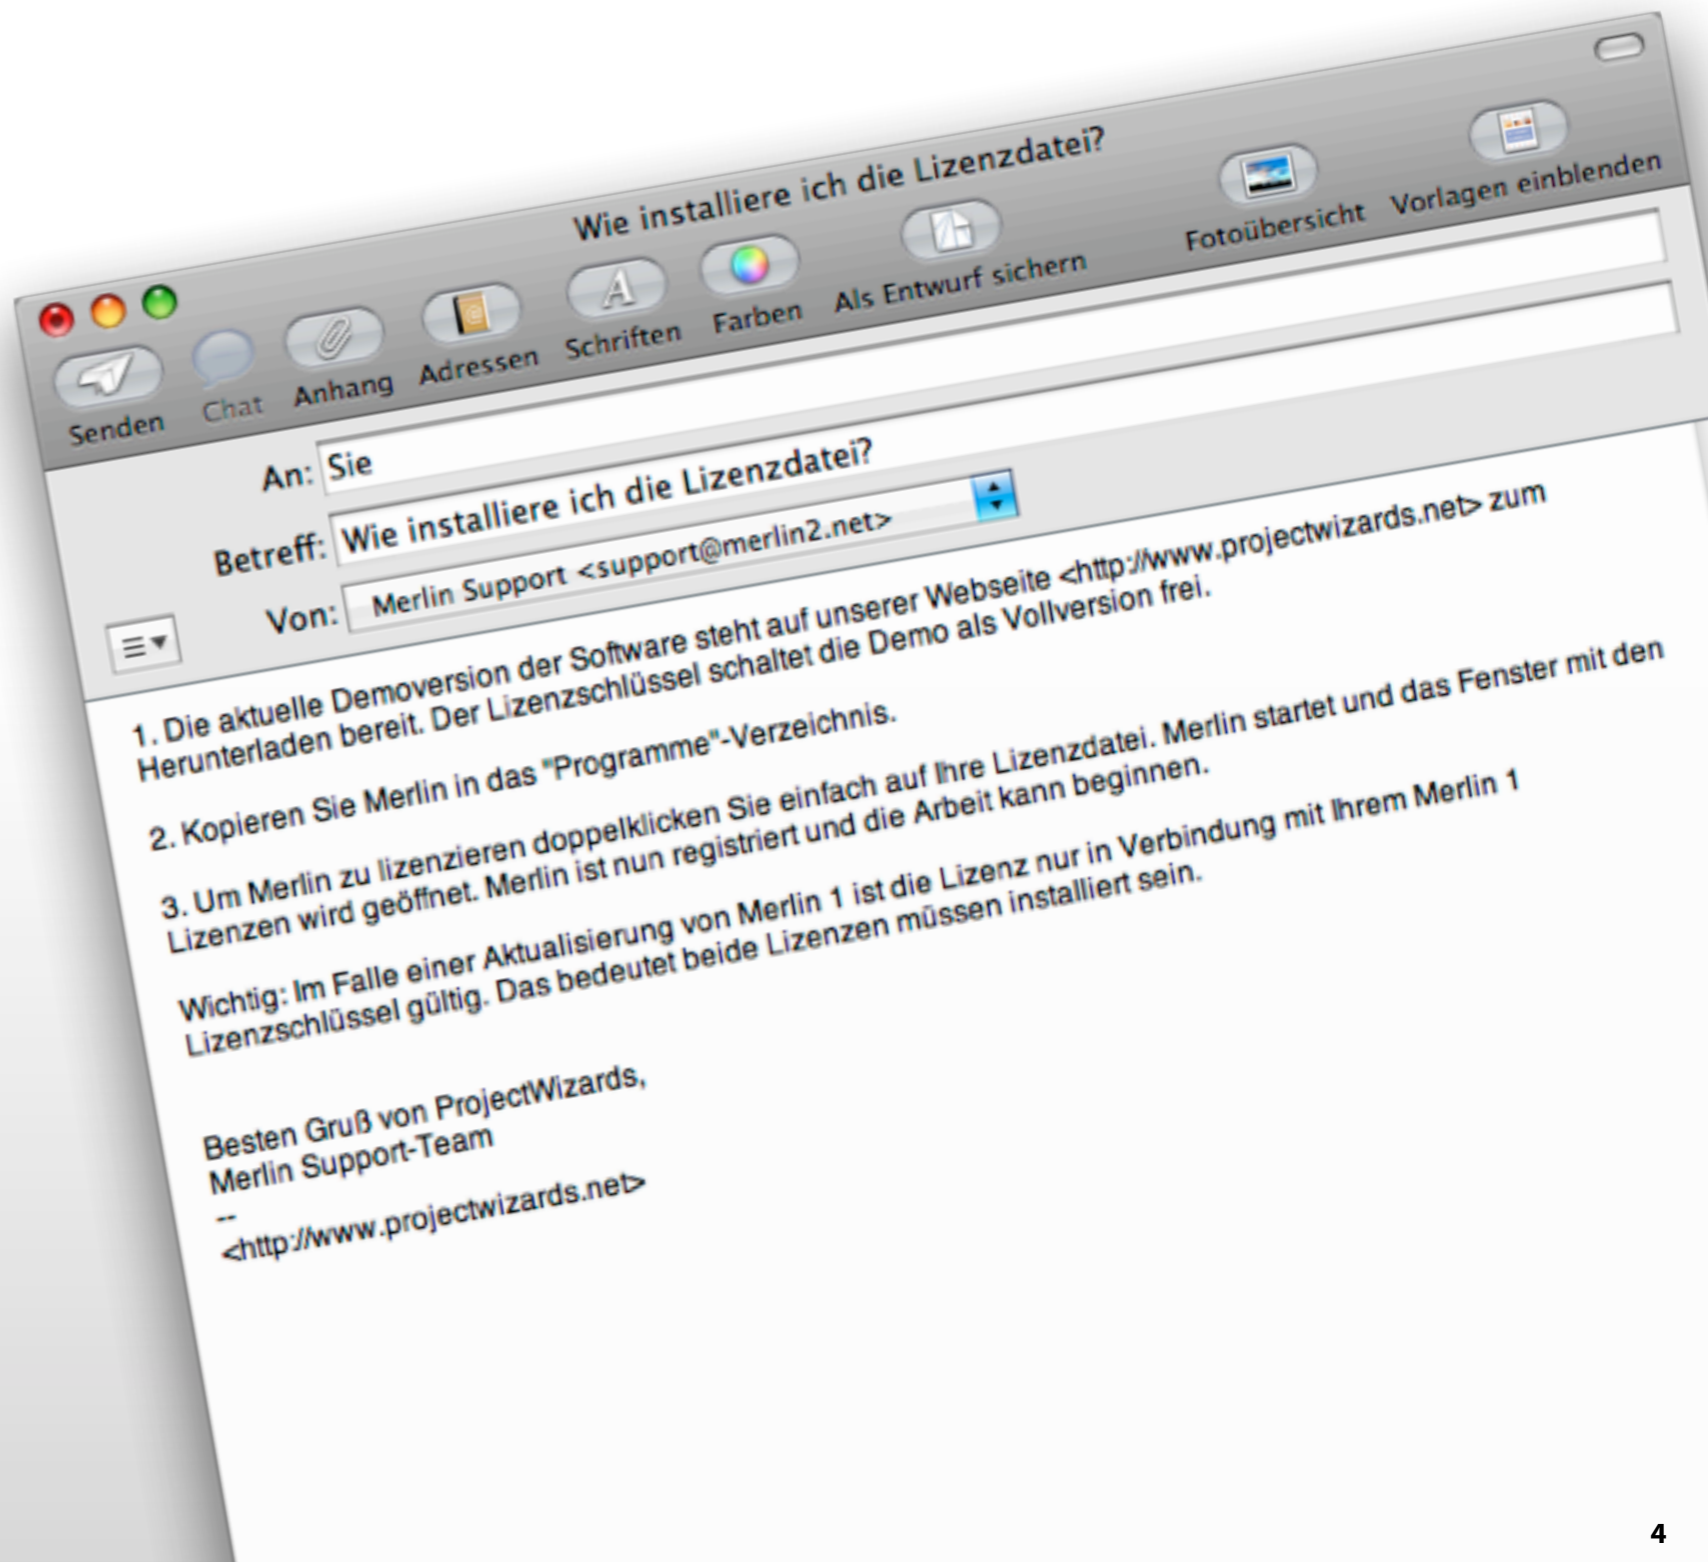 Wie installiere ich die Lizenzdatei?
Senden
Chat
Anhang
Adressen
Schriften
Farben
Als Entwurf sichern
Fotoübersicht
Vorlagen einblenden
An: Sie
Betreff: Wie installiere ich die Lizenzdatei?
Von: Merlin Support <support@merlin2.net>
1. Die aktuelle Demoversion der Software steht auf unserer Webseite <http://www.projectwizards.net> zum
Herunterladen bereit. Der Lizenzschlüssel schaltet die Demo als Vollversion frei.
2. Kopieren Sie Merlin in das "Programme"-Verzeichnis.
3. Um Merlin zu lizenzieren doppelklicken Sie einfach auf Ihre Lizenzdatei. Merlin startet und das Fenster mit den
Lizenzen wird geöffnet. Merlin ist nun registriert und die Arbeit kann beginnen.
Wichtig: Im Falle einer Aktualisierung von Merlin 1 ist die Lizenz nur in Verbindung mit Ihrem Merlin 1
Lizenzschlüssel gültig. Das bedeutet beide Lizenzen müssen installiert sein.
Besten Gruß von ProjectWizards,
Merlin Support-Team
--
<http://www.projectwizards.net>
4